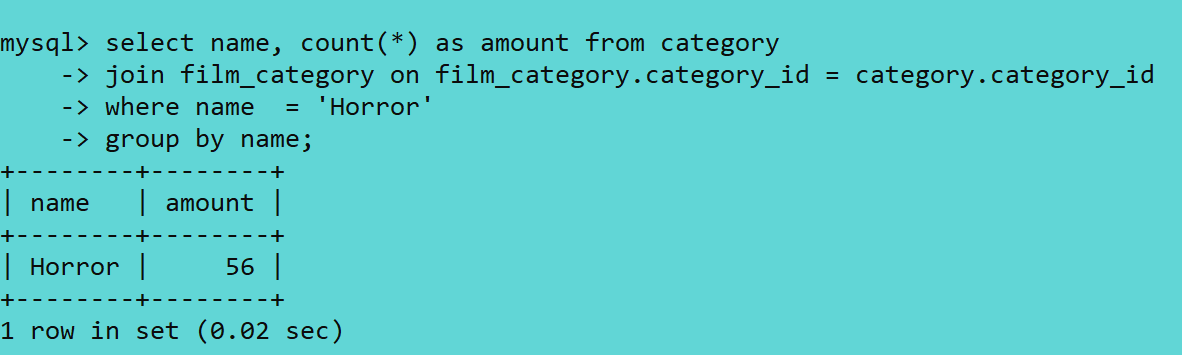 mysql> select name, count(*) as amount from category
    -> join film_category on film_category.category_id = category.category_id
    -> where name  = 'Horror'
    -> group by name;
+--------+--------+
| name   | amount |
+--------+--------+
| Horror |     56 |
+--------+--------+
1 row in set (0.02 sec)